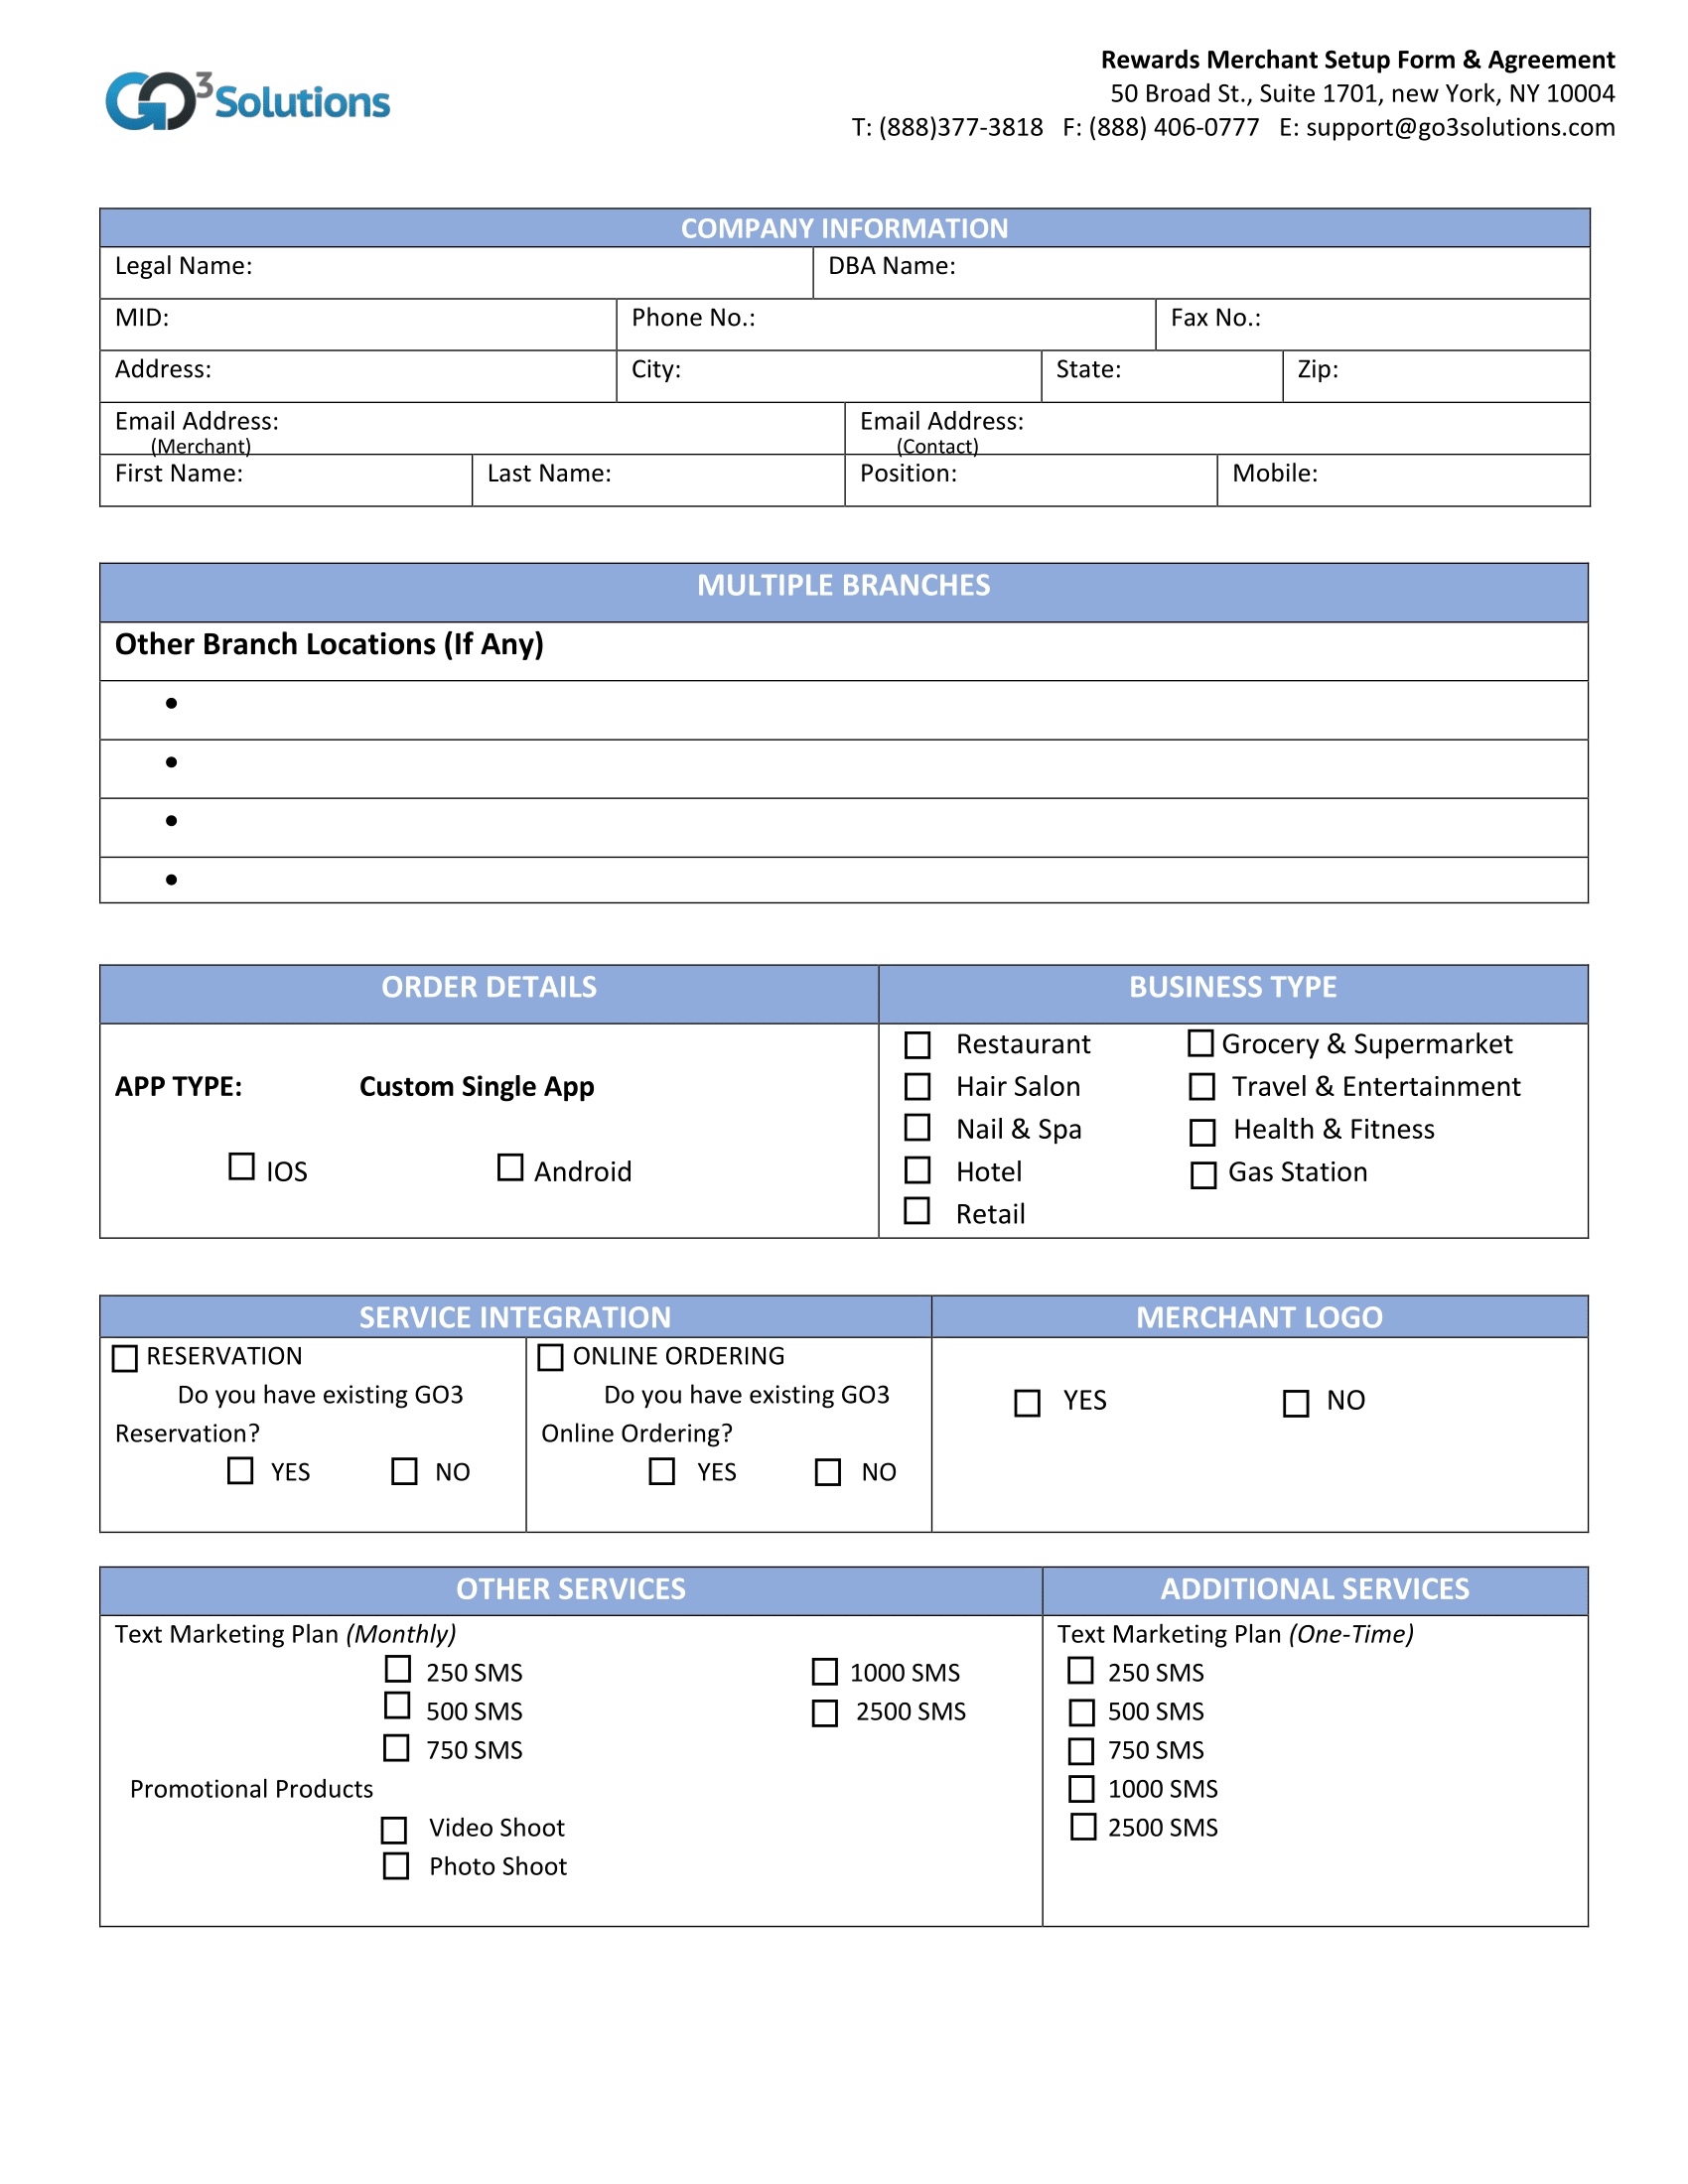 GO3 Solutions
Rewards Merchant Setup Form & Agreement
50 Broad St., Suite 1701, new York, NY 10004
T: (888)377-3818 F: (888) 406-0777 E: support@go3solutions.com
COMPANY INFORMATION
Legal Name: DBA Name:
MID: Phone No.: Fax No.:
Address: City: State: Zip:
Email Address: Email Address:
(Merchant) (Contact)
First Name: Last Name: Position: Mobile:
MULTIPLE BRANCHES
Other Branch Locations (If Any)
•
•
•
•
ORDER DETAILS
APP TYPE: Custom Single App
IOS Android
BUSINESS TYPE
Restaurant Grocery & Supermarket
Hair Salon Travel & Entertainment
Nail & Spa Health & Fitness
Hotel Gas Station
Retail
SERVICE INTEGRATION
RESERVATION
Do you have existing GO3
Reservation?
YES NO
ONLINE ORDERING
Do you have existing GO3
Online Ordering?
YES NO
MERCHANT LOGO
YES NO
OTHER SERVICES
Text Marketing Plan (Monthly)
250 SMS 1000 SMS
500 SMS 2500 SMS
750 SMS
Promotional Products
Video Shoot
Photo Shoot
ADDITIONAL SERVICES
Text Marketing Plan (One-Time)
250 SMS
500 SMS
750 SMS
1000 SMS
2500 SMS